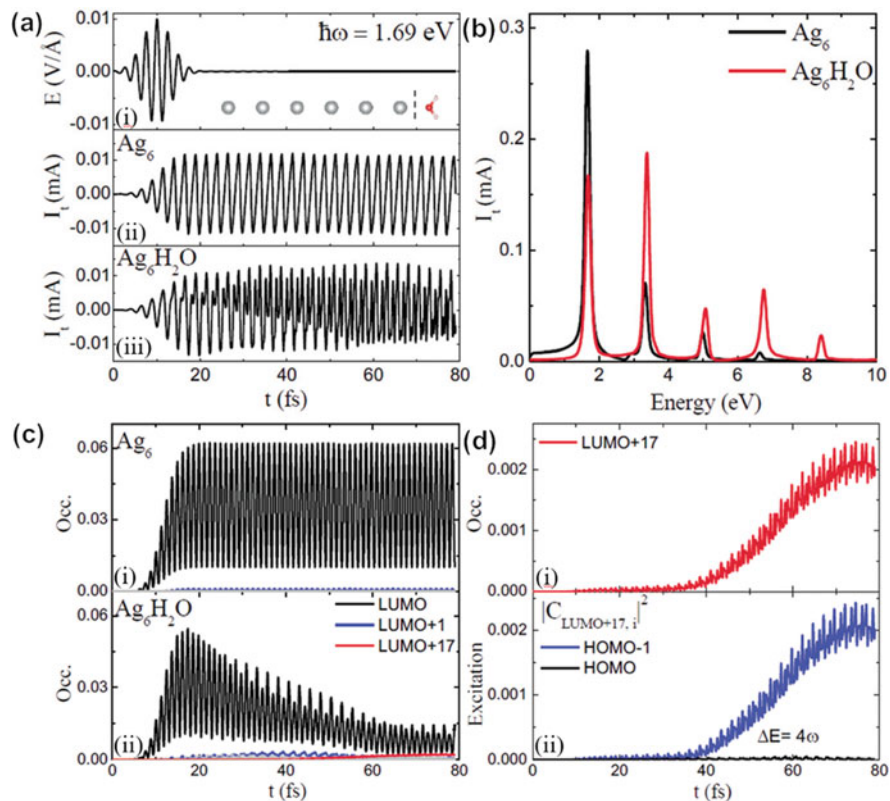 (a)
ħω = 1.69 eV
E (V/Å)
0.01
0.00
-0.01
(i)
Ag₆
I_t (mA)
0.01
0.00
-0.01
(ii)
Ag₆H₂O
I_t (mA)
0.01
0.00
-0.01
(iii)
0 20 40 60 80
t (fs)
(b)
Ag₆
Ag₆H₂O
I_t (mA)
0.3
0.2
0.1
0.0
0 2 4 6 8 10
Energy (eV)
(c)
Ag₆
Occ.
0.06
0.03
0.00
(i)
Ag₆H₂O
LUMO
LUMO+1
LUMO+17
Occ.
0.06
0.03
0.00
(ii)
0 20 40 60 80
t (fs)
(d)
LUMO+17
Occ.
0.002
0.001
0.000
(i)
|C_LUMO+17, i|²
HOMO-1
HOMO
Excitation
0.002
0.001
0.000
ΔE= 4ω
(ii)
0 20 40 60 80
t (fs)